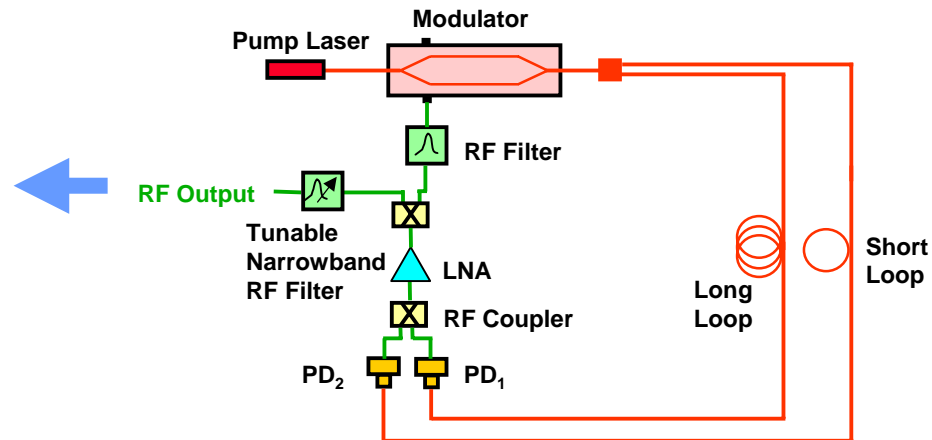 Modulator
Pump Laser
RF Filter
RF Output
Tunable
Narrowband
RF Filter
LNA
RF Coupler
Long
Loop
Short
Loop
PD₂
PD₁